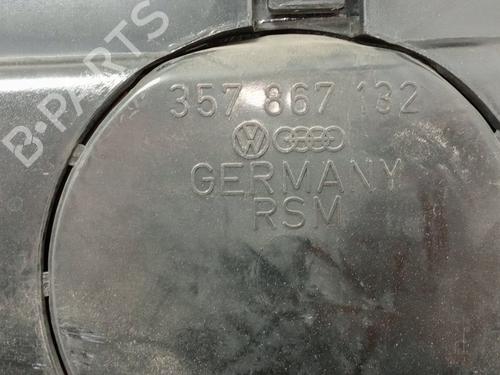 B-PARTS
357 867 132
GERMANY
RSM